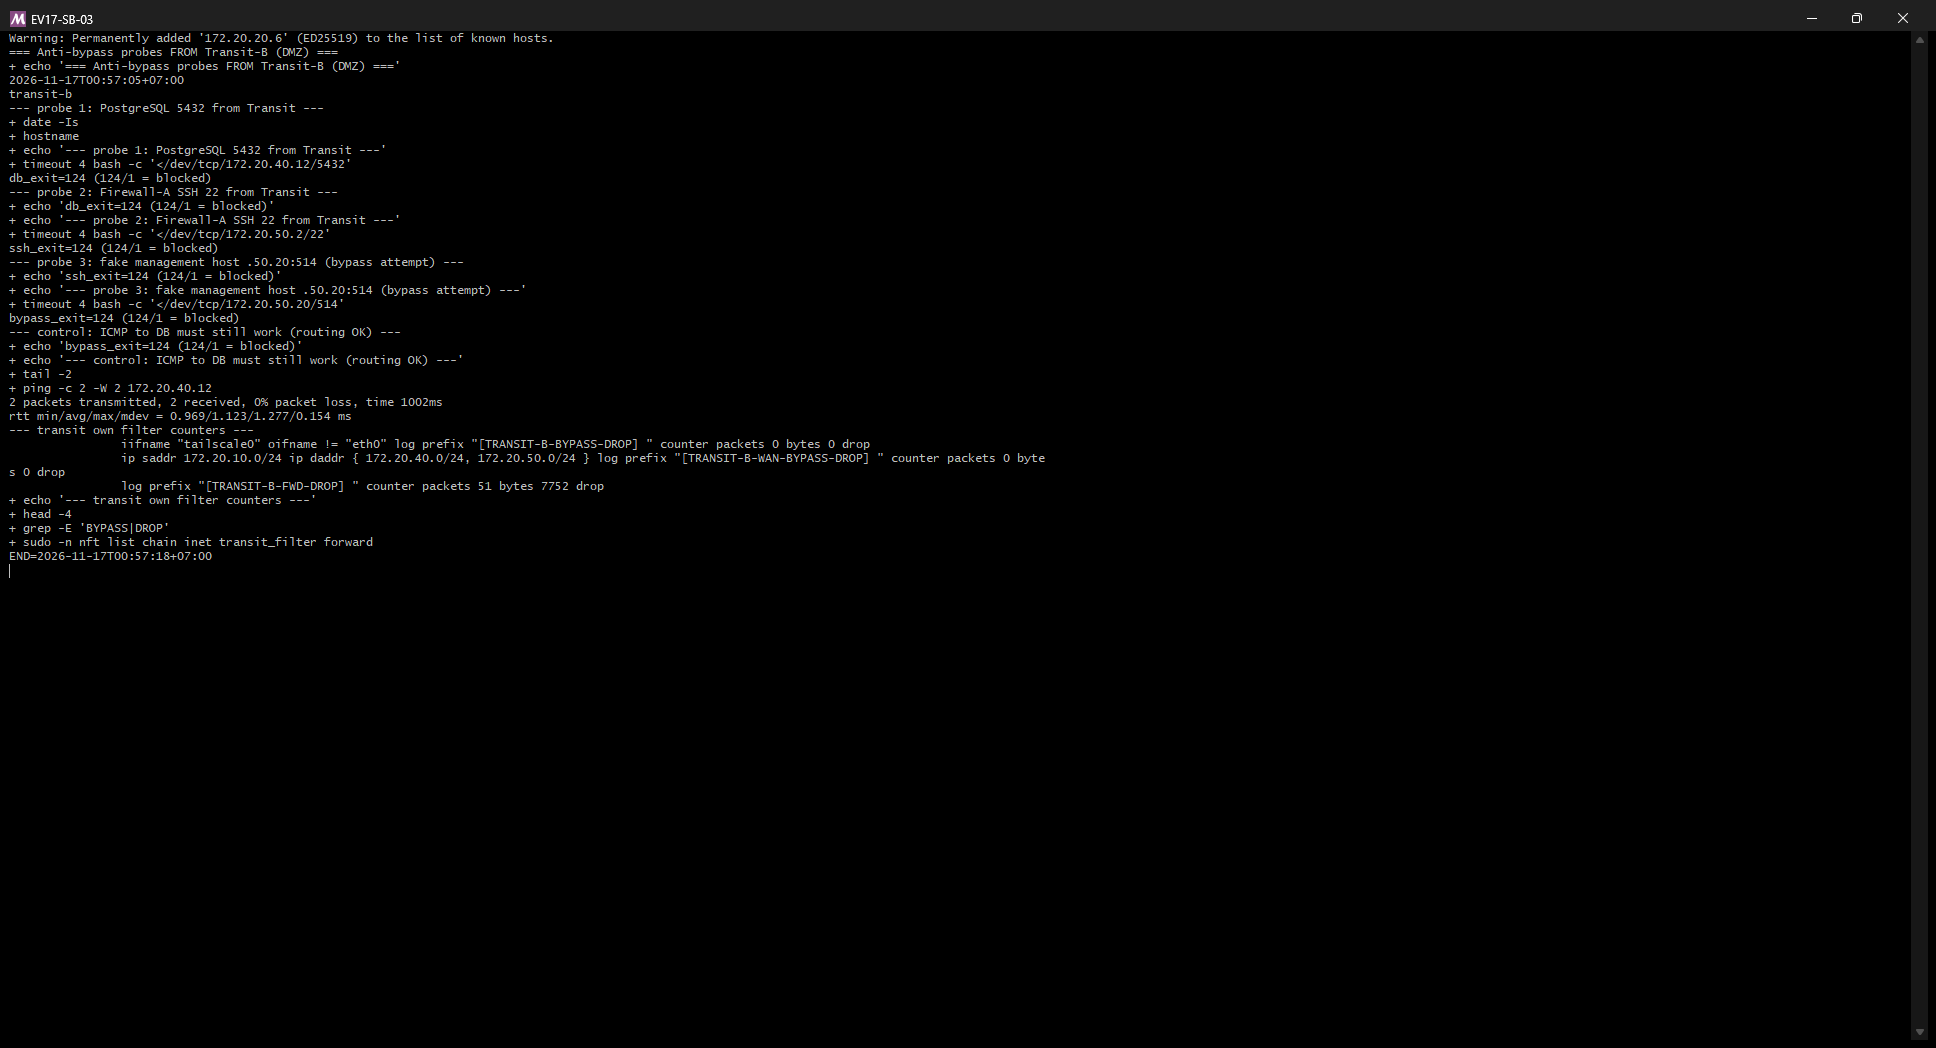 EV17-SB-03
Warning: Permanently added '172.20.20.6' (ED25519) to the list of known hosts.
=== Anti-bypass probes FROM Transit-B (DMZ) ===
+ echo '=== Anti-bypass probes FROM Transit-B (DMZ) ==='
2026-11-17T00:57:05+07:00
transit-b
--- probe 1: PostgreSQL 5432 from Transit ---
+ date -Is
+ hostname
+ echo '--- probe 1: PostgreSQL 5432 from Transit ---'
+ timeout 4 bash -c '</dev/tcp/172.20.40.12/5432'
db_exit=124 (124/1 = blocked)
--- probe 2: Firewall-A SSH 22 from Transit ---
+ echo 'db_exit=124 (124/1 = blocked)'
+ echo '--- probe 2: Firewall-A SSH 22 from Transit ---'
+ timeout 4 bash -c '</dev/tcp/172.20.50.2/22'
ssh_exit=124 (124/1 = blocked)
--- probe 3: fake management host .50.20:514 (bypass attempt) ---
+ echo 'ssh_exit=124 (124/1 = blocked)'
+ echo '--- probe 3: fake management host .50.20:514 (bypass attempt) ---'
+ timeout 4 bash -c '</dev/tcp/172.20.50.20/514'
bypass_exit=124 (124/1 = blocked)
--- control: ICMP to DB must still work (routing OK) ---
+ echo 'bypass_exit=124 (124/1 = blocked)'
+ echo '--- control: ICMP to DB must still work (routing OK) ---'
+ tail -2
+ ping -c 2 -W 2 172.20.40.12
2 packets transmitted, 2 received, 0% packet loss, time 1002ms
rtt min/avg/max/mdev = 0.969/1.123/1.277/0.154 ms
--- transit own filter counters ---
iifname "tailscale0" oifname != "eth0" log prefix "[TRANSIT-B-BYPASS-DROP] " counter packets 0 bytes 0 drop
ip saddr 172.20.10.0/24 ip daddr { 172.20.40.0/24, 172.20.50.0/24 } log prefix "[TRANSIT-B-WAN-BYPASS-DROP] " counter packets 0 byte
s 0 drop
log prefix "[TRANSIT-B-FWD-DROP] " counter packets 51 bytes 7752 drop
+ echo '--- transit own filter counters ---'
+ head -4
+ grep -E 'BYPASS|DROP'
+ sudo -n nft list chain inet transit_filter forward
END=2026-11-17T00:57:18+07:00